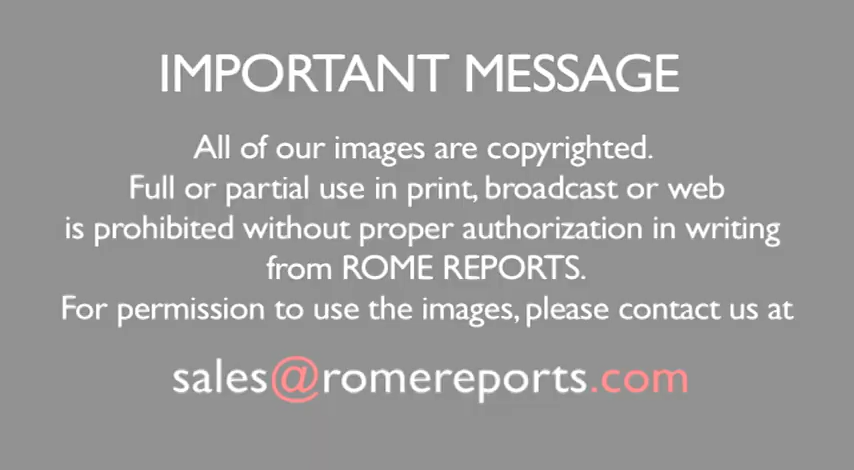 IMPORTANT MESSAGE
All of our images are copyrighted.
Full or partial use in print, broadcast or web
is prohibited without proper authorization in writing
from ROME REPORTS.
For permission to use the images, please contact us at
sales@romereports.com